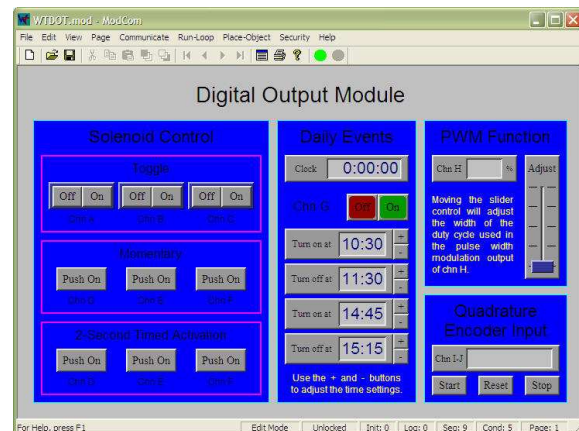 WTDOT.mod - ModCom
File Edit View Page Communicate Run-Loop Place-Object Security Help
Digital Output Module
Solenoid Control
Toggle
Off On Off On Off On
Chn A Chn B Chn C
Momentary
Push On Push On Push On
Chn D Chn E Chn F
2-Second Timed Activation
Push On Push On Push On
Chn D Chn E Chn F
Daily Events
Clock 0:00:00
Chn G Off On
Turn on at 10:30 + -
Turn off at 11:30 + -
Turn on at 14:45 + -
Turn off at 15:15 + -
Use the + and - buttons
to adjust the time settings.
PWM Function
Chn H %
Adjust
Moving the slider
control will adjust
the width of the
duty cycle used in
the pulse width
modulation output
of chn H.
Quadrature
Encoder Input
Chn I-J
Start Reset Stop
For Help, press F1 Edit Mode Unlocked Init: 0 Log: 0 Seq: 9 Cond: 5 Page: 1